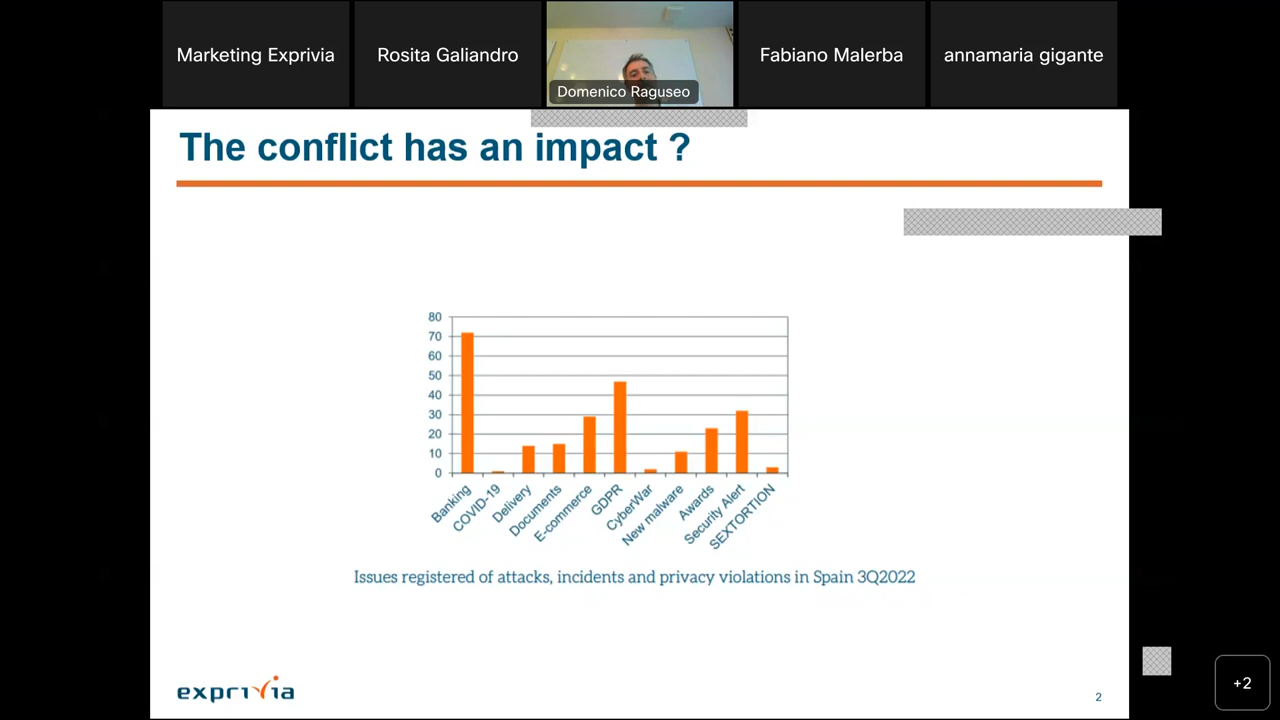 Marketing Exprivia
Rosita Galiandro
Domenico Raguseo
Fabiano Malerba
annamaria gigante
The conflict has an impact ?
80
70
60
50
40
30
20
10
0
Banking
COVID-19
Delivery
Documents
E-commerce
GDPR
CyberWar
New malware
Awards
Security Alert
SEXTORTION
Issues registered of attacks, incidents and privacy violations in Spain 3Q2022
exprivia
2
+2